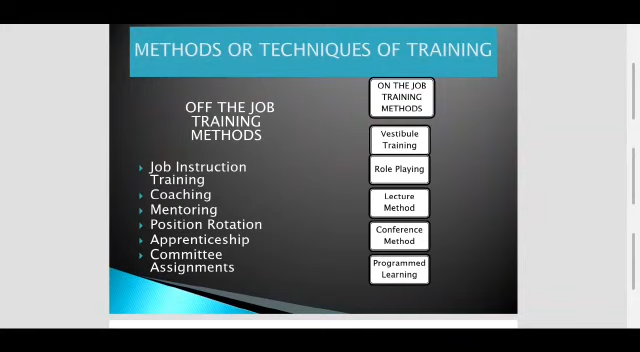 METHODS OR TECHNIQUES OF TRAINING
OFF THE JOB
TRAINING
METHODS
Job Instruction
Training
Coaching
Mentoring
Position Rotation
Apprenticeship
Committee
Assignments
ON THE JOB
TRAINING
METHODS
Vestibule
Training
Role Playing
Lecture
Method
Conference
Method
Programmed
Learning